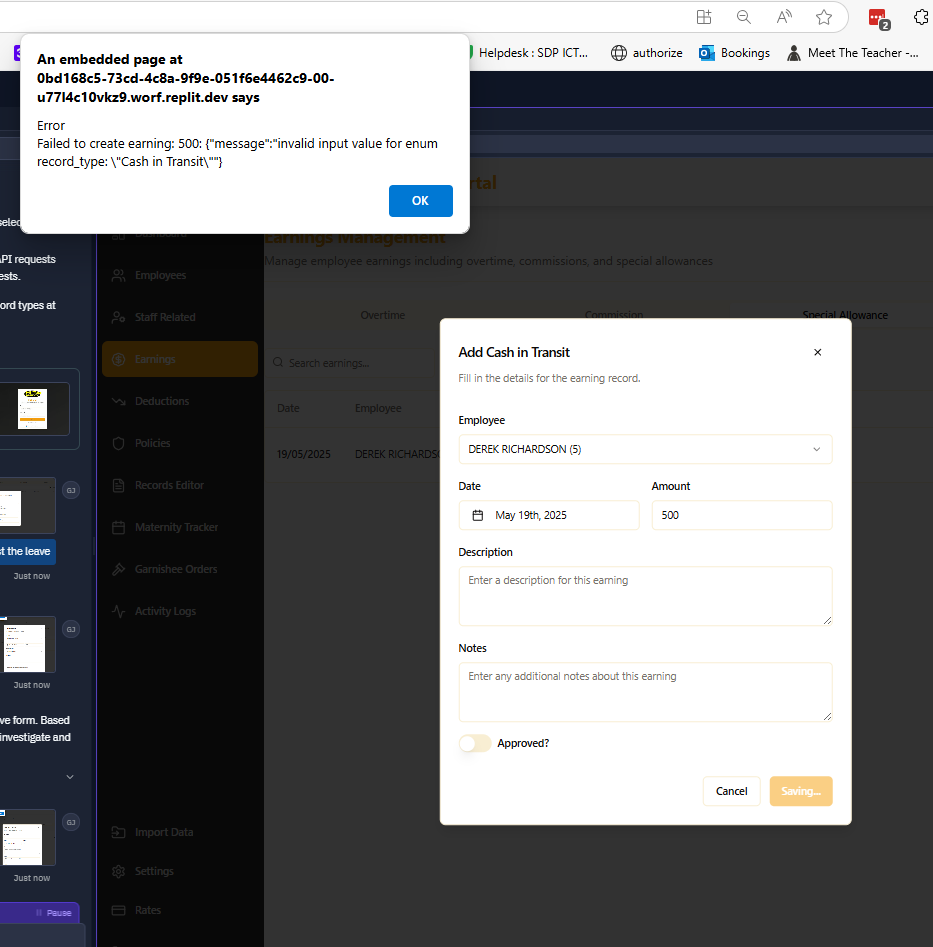 2
Helpdesk : SDP ICT...
authorize
Bookings
Meet The Teacher -...
An embedded page at
0bd168c5-73cd-4c8a-9f9e-051f6e4462c9-00-
u77l4c10vkz9.worf.replit.dev says
Error
Failed to create earning: 500: {"message":"invalid input value for enum
record_type: \"Cash in Transit\""}
OK
API requests
ests.
ord types at
GJ
st the leave
Just now
GJ
Just now
ve form. Based
investigate and
GJ
Just now
Pause
Employees
Staff Related
Earnings
Deductions
Policies
Records Editor
Maternity Tracker
Garnishee Orders
Activity Logs
Import Data
Settings
Rates
rtal
Earnings Management
Manage employee earnings including overtime, commissions, and special allowances
Overtime
Commission
Special Allowance
Search earnings...
Date
Employee
19/05/2025
DEREK RICHARDSO
Add Cash in Transit
Fill in the details for the earning record.
Employee
DEREK RICHARDSON (5)
Date
Amount
May 19th, 2025
500
Description
Enter a description for this earning
Notes
Enter any additional notes about this earning
Approved?
Cancel
Saving...